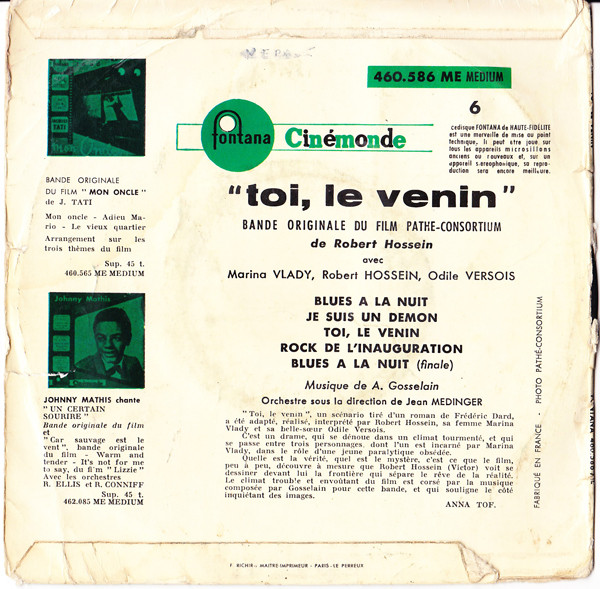 460.586 ME MEDIUM
6
Cedisque FONTANA de HAUTE-FIDELITE
est une merveille de mise au point
technique, il peut etre joue sur
tous les appareils microsillons
anciens ou nouveaux et, sur un
appareil stereophonique, sa repro-
duction sera encore meilleure.
fontana Cinémonde
"toi, le venin"
BANDE ORIGINALE DU FILM PATHE-CONSORTIUM
de Robert Hossein
avec
Marina VLADY, Robert HOSSEIN, Odile VERSOIS
BLUES A LA NUIT
JE SUIS UN DEMON
TOI, LE VENIN
ROCK DE L'INAUGURATION
BLUES A LA NUIT (finale)
Musique de A. Gosselain
Orchestre sous la direction de Jean MEDINGER
"Toi, le venin", un scénario tiré d'un roman de Frédéric Dard,
a été adapté, réalisé, interprété par Robert Hossein, sa femme Marina
Vlady et sa belle-sœur Odile Versois.
C'est un drame, qui se dénoue dans un climat tourmenté, et qui
se passe entre trois personnages, dont l'un est incarné par Marina
Vlady, dans le rôle d'une jeune paralytique obsédée.
Quelle est la vérité, quel est le mystère, c'est ce que le film,
peu à peu, découvre à mesure que Robert Hossein (Victor) voit se
dessiner devant lui la frontière qui sépare le rêve de la réalité.
Le climat trouble et envoûtant du film est corsé par la musique
composée par Gosselain pour cette bande, et qui souligne le côté
inquiétant des images.
ANNA TOF.
TATI
Mon Oncle
BANDE ORIGINALE
DU FILM "MON ONCLE"
de J. TATI
Mon oncle - Adieu Ma-
rio - Le vieux quartier
Arrangement sur les
trois thèmes du film
Sup. 45 t.
460.565 ME MEDIUM
Johnny Mathis
JOHNNY MATHIS chante
"UN CERTAIN
SOURIRE"
Bande originale du film
et
"Car sauvage est le
vent", bande originale
du film - Warm and
tender - It's not for me
to say, du film "Lizzie"
Avec les orchestres
R. ELLIS et R. CONNIFF
Sup. 45 t.
462.085 ME MEDIUM
FABRIQUÉ EN FRANCE - PHOTO PATHÉ-CONSORTIUM
F. RICHIR - MAITRE-IMPRIMEUR - PARIS - LE PERREUX